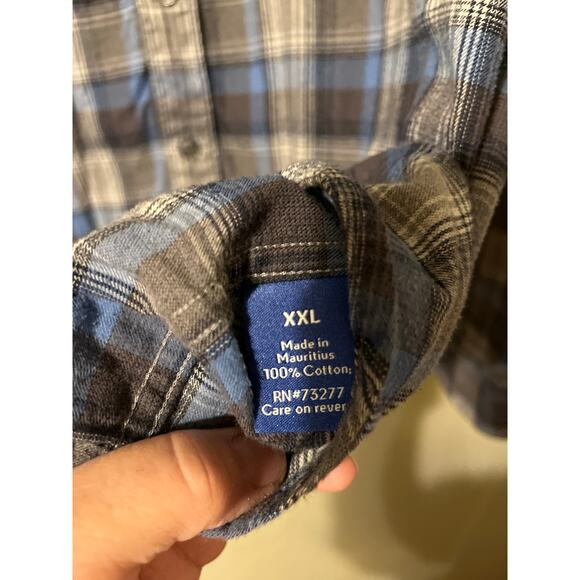 XXL
Made in
Mauritius
100% Cotton;
RN#73277
Care on rever